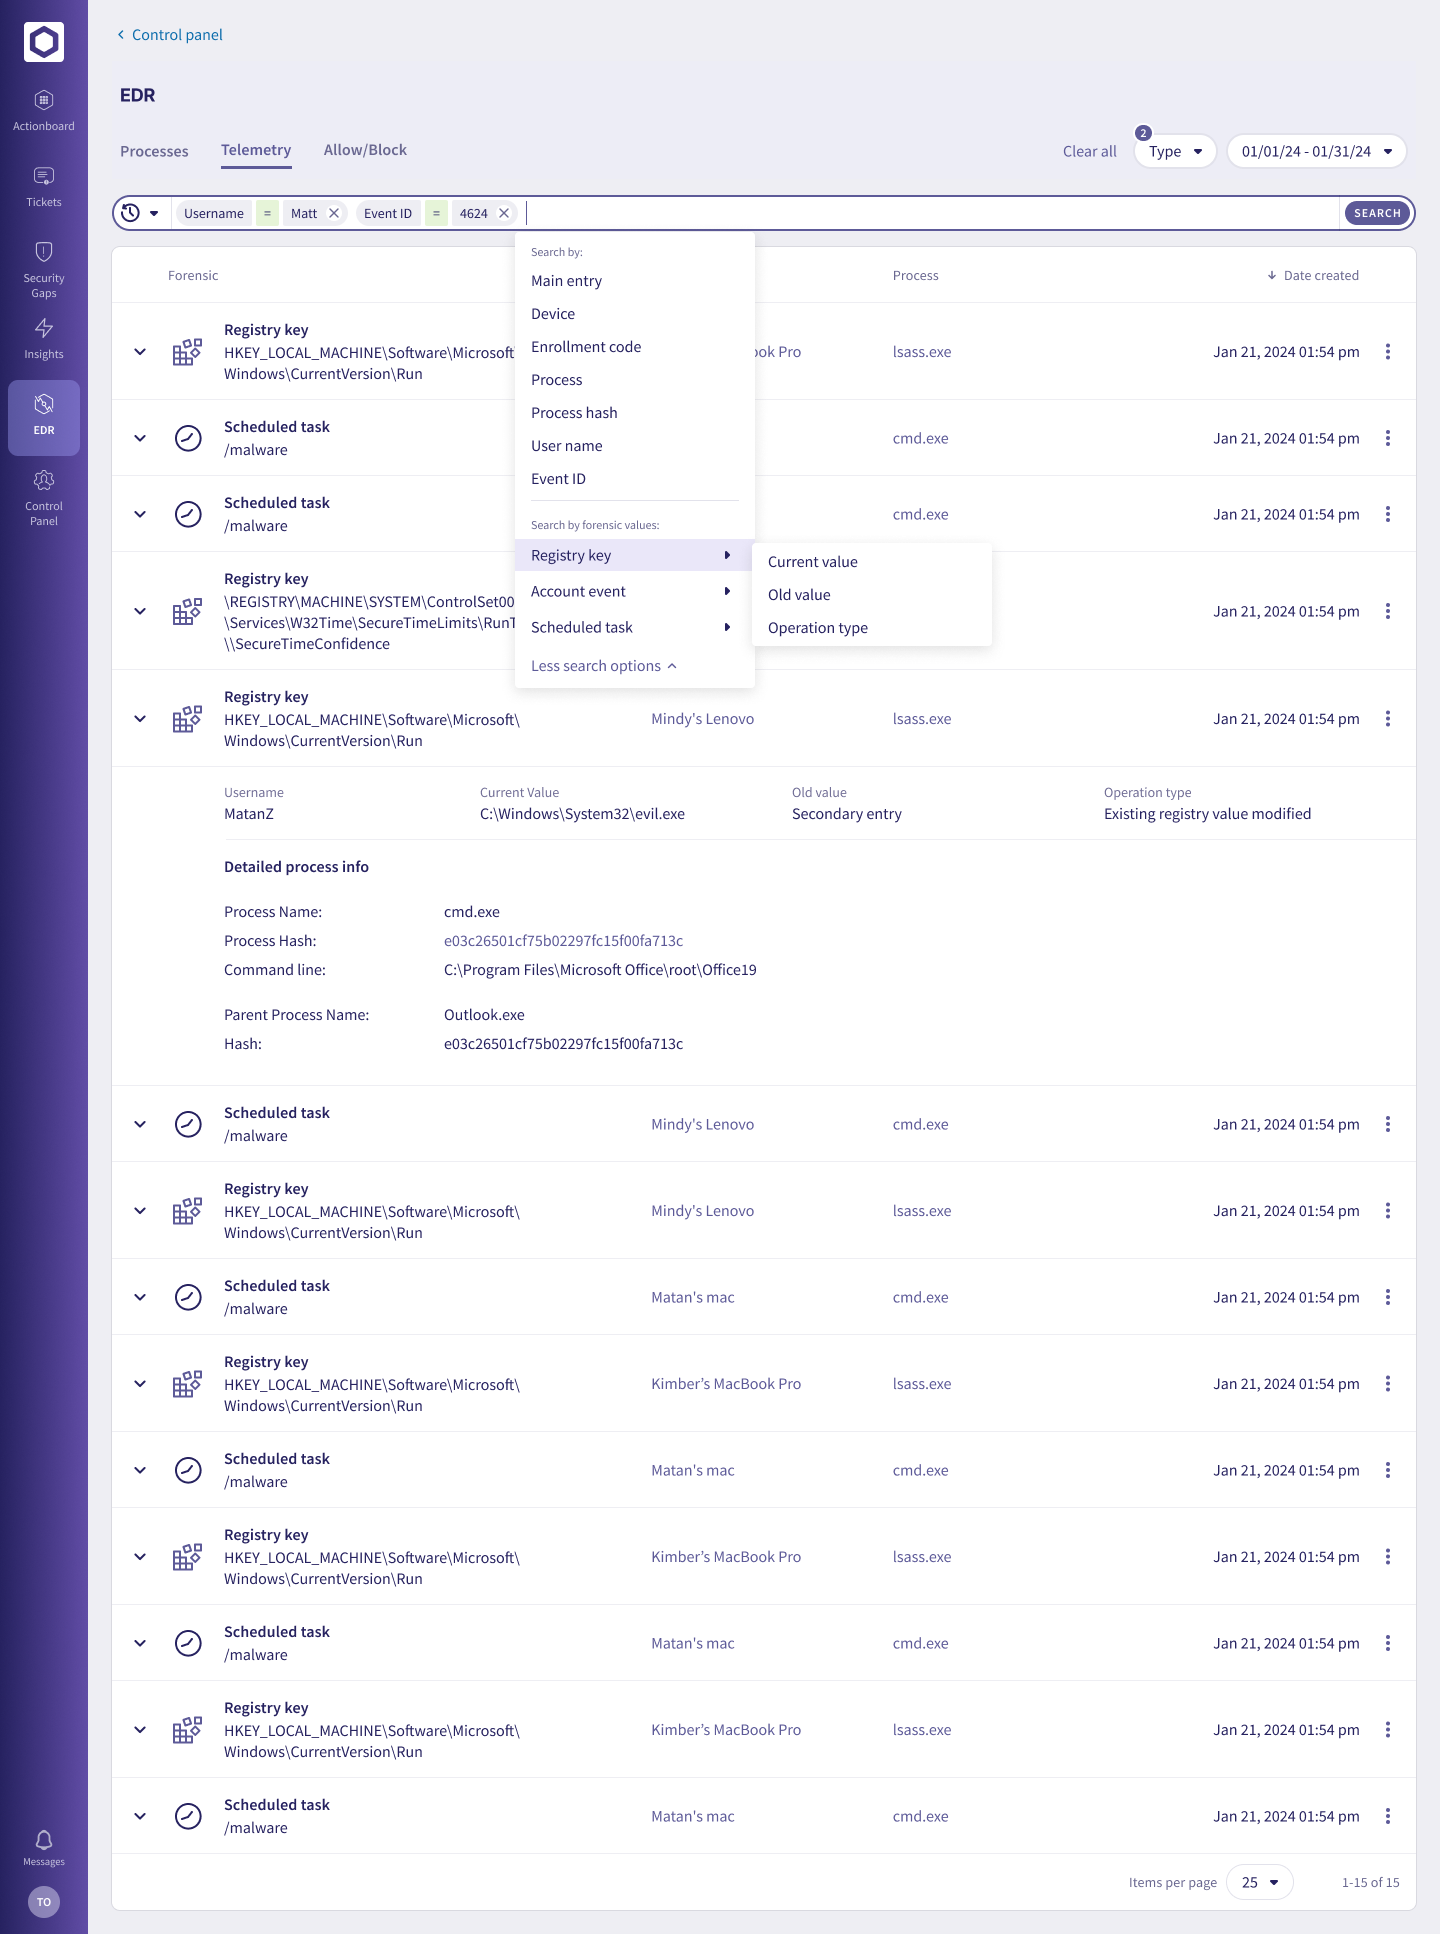 Control panel
Actionboard
Tickets
Security
Gaps
Insights
EDR
Control
Panel
Messages
TO
EDR
Processes
Telemetry
Allow/Block
Clear all
2
Type
01/01/24 - 01/31/24
Username = Matt
Event ID = 4624
SEARCH
Search by:
Main entry
Device
Enrollment code
Process
Process hash
User name
Event ID
Search by forensic values:
Registry key
Account event
Scheduled task
Less search options
Current value
Old value
Operation type
Forensic
Process
Date created
Registry key
HKEY_LOCAL_MACHINE\Software\Microsoft\
Windows\CurrentVersion\Run
ook Pro
lsass.exe
Jan 21, 2024 01:54 pm
Scheduled task
/malware
cmd.exe
Jan 21, 2024 01:54 pm
Scheduled task
/malware
cmd.exe
Jan 21, 2024 01:54 pm
Registry key
\REGISTRY\MACHINE\SYSTEM\ControlSet00
\Services\W32Time\SecureTimeLimits\RunT
\\SecureTimeConfidence
Jan 21, 2024 01:54 pm
Registry key
HKEY_LOCAL_MACHINE\Software\Microsoft\
Windows\CurrentVersion\Run
Mindy's Lenovo
lsass.exe
Jan 21, 2024 01:54 pm
Username
MatanZ
Current Value
C:\Windows\System32\evil.exe
Old value
Secondary entry
Operation type
Existing registry value modified
Detailed process info
Process Name: cmd.exe
Process Hash: e03c26501cf75b02297fc15f00fa713c
Command line: C:\Program Files\Microsoft Office\root\Office19
Parent Process Name: Outlook.exe
Hash: e03c26501cf75b02297fc15f00fa713c
Scheduled task
/malware
Mindy's Lenovo
cmd.exe
Jan 21, 2024 01:54 pm
Registry key
HKEY_LOCAL_MACHINE\Software\Microsoft\
Windows\CurrentVersion\Run
Mindy's Lenovo
lsass.exe
Jan 21, 2024 01:54 pm
Scheduled task
/malware
Matan's mac
cmd.exe
Jan 21, 2024 01:54 pm
Registry key
HKEY_LOCAL_MACHINE\Software\Microsoft\
Windows\CurrentVersion\Run
Kimber’s MacBook Pro
lsass.exe
Jan 21, 2024 01:54 pm
Scheduled task
/malware
Matan's mac
cmd.exe
Jan 21, 2024 01:54 pm
Registry key
HKEY_LOCAL_MACHINE\Software\Microsoft\
Windows\CurrentVersion\Run
Kimber’s MacBook Pro
lsass.exe
Jan 21, 2024 01:54 pm
Scheduled task
/malware
Matan's mac
cmd.exe
Jan 21, 2024 01:54 pm
Registry key
HKEY_LOCAL_MACHINE\Software\Microsoft\
Windows\CurrentVersion\Run
Kimber’s MacBook Pro
lsass.exe
Jan 21, 2024 01:54 pm
Scheduled task
/malware
Matan's mac
cmd.exe
Jan 21, 2024 01:54 pm
Items per page
25
1-15 of 15